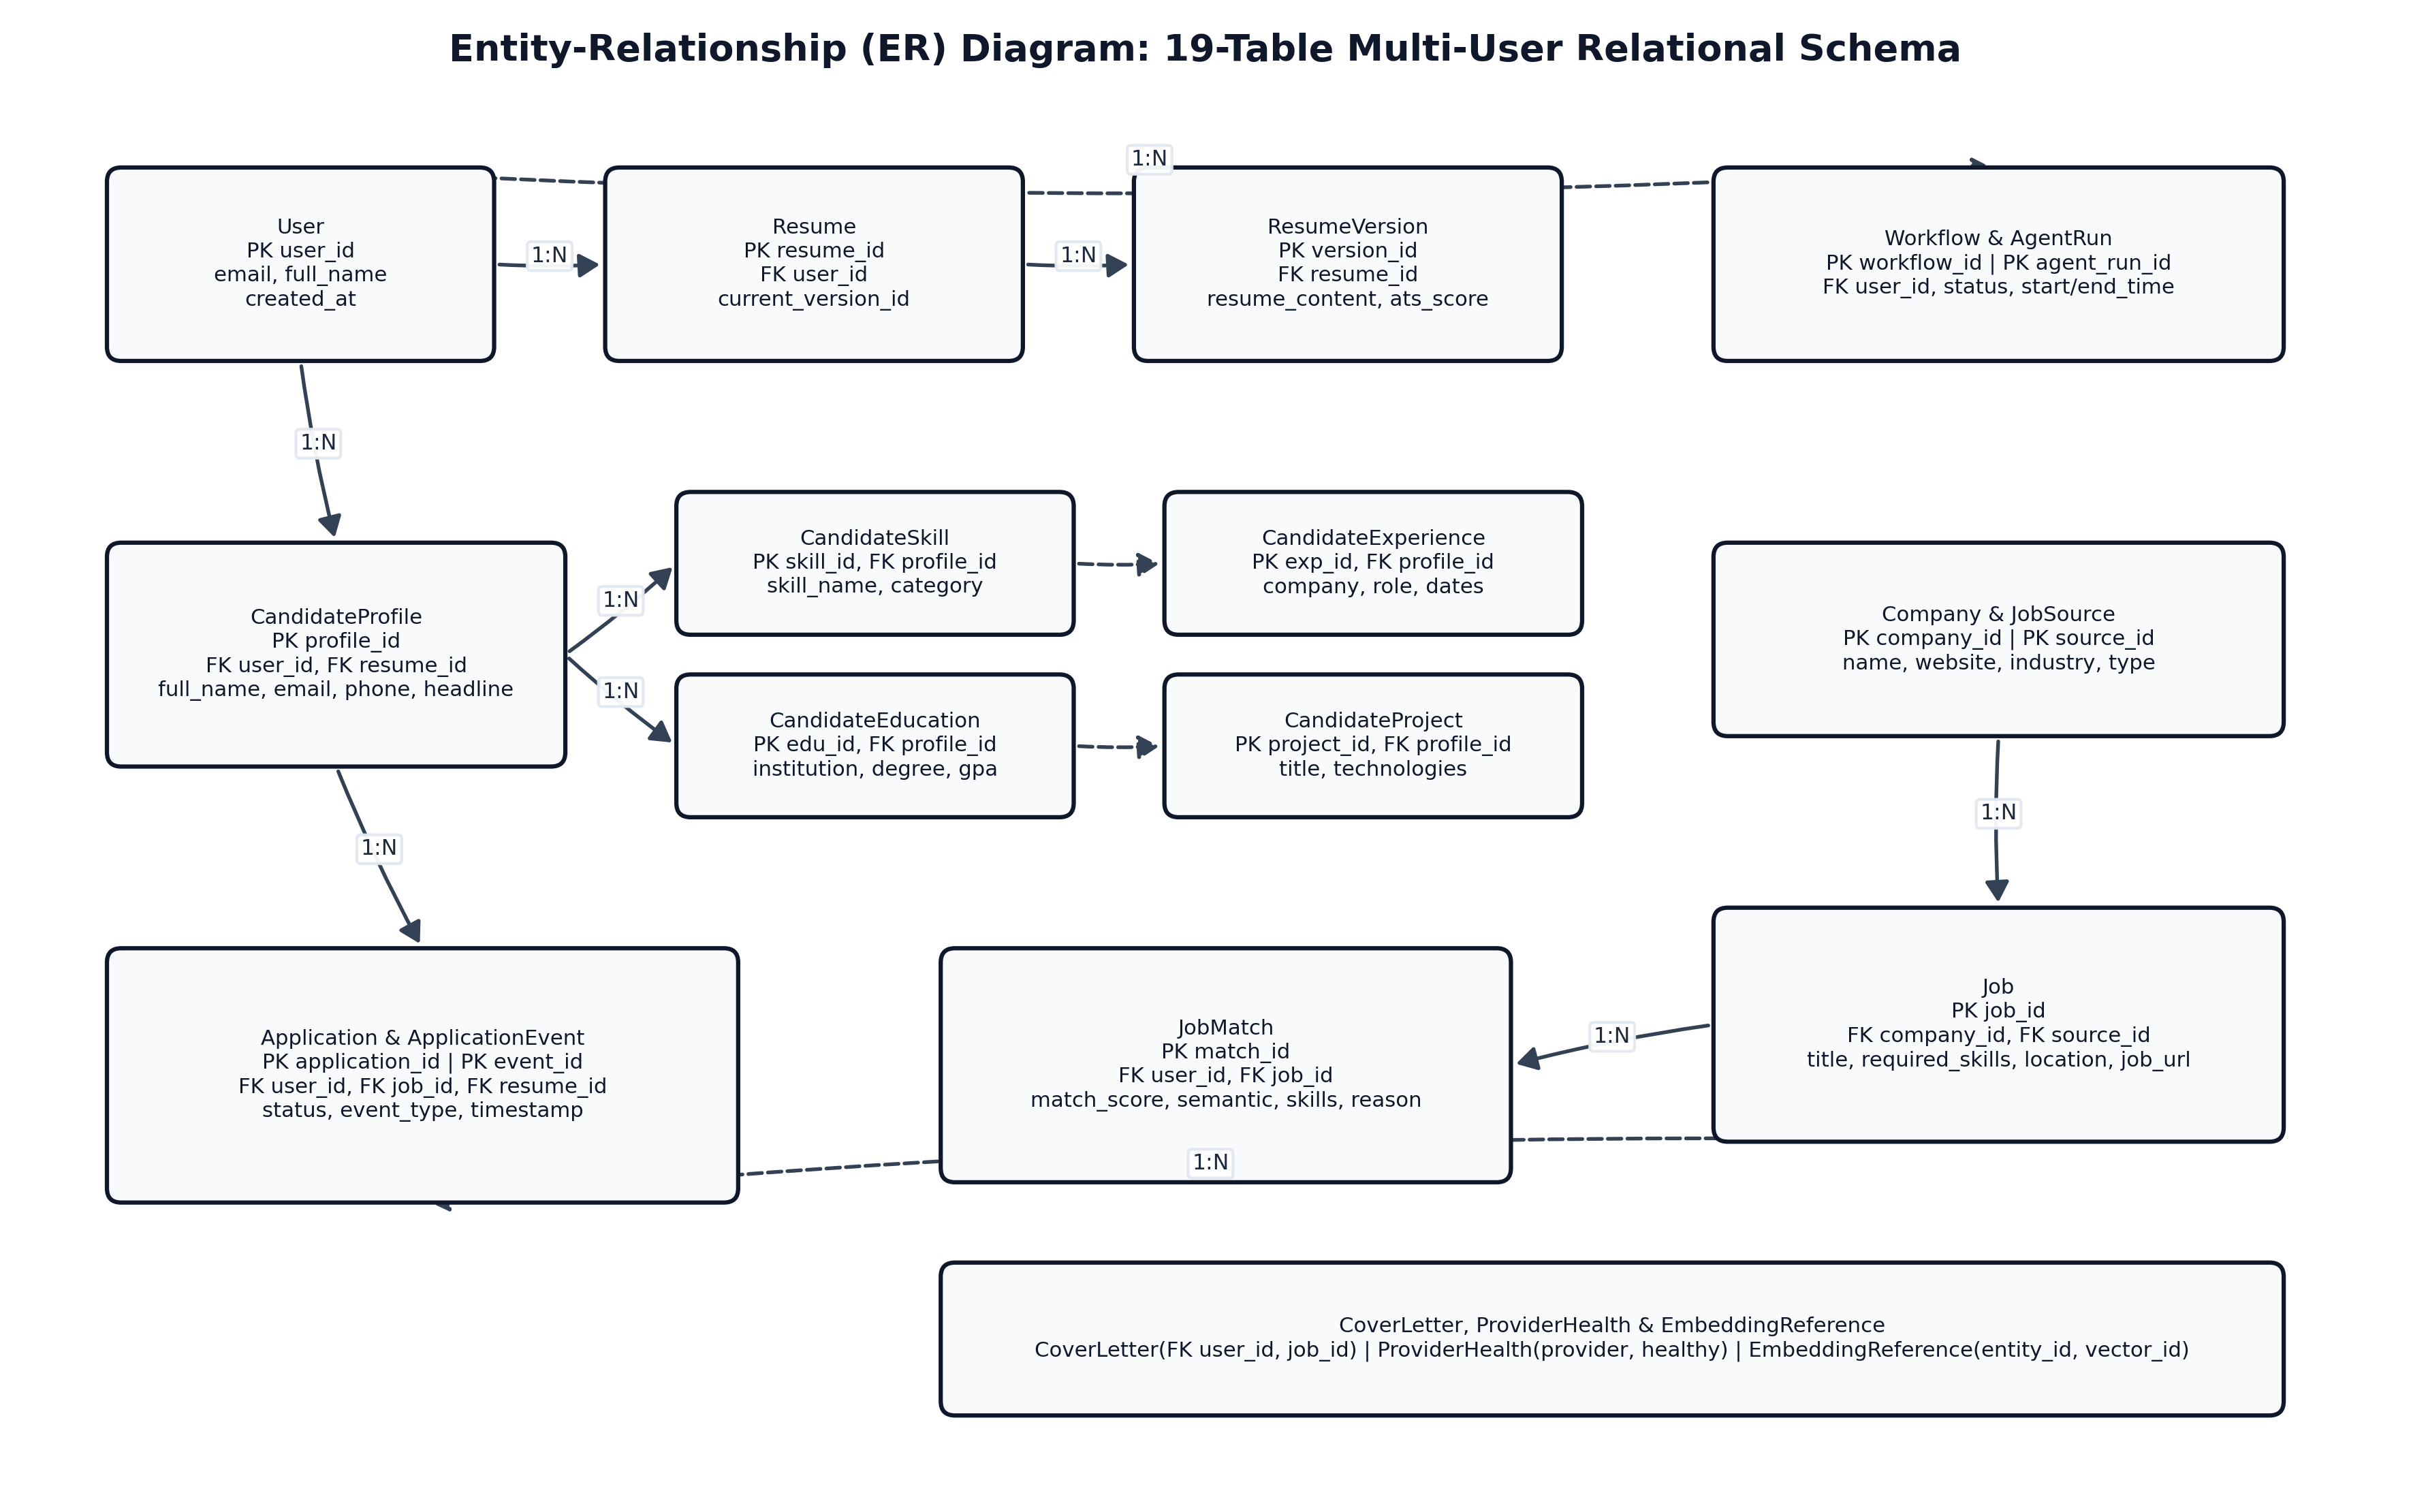 Entity-Relationship (ER) Diagram: 19-Table Multi-User Relational Schema
1:N
User
PK user_id
email, full_name
created_at
1:N
Resume
PK resume_id
FK user_id
current_version_id
1:N
ResumeVersion
PK version_id
FK resume_id
resume_content, ats_score
Workflow & AgentRun
PK workflow_id | PK agent_run_id
FK user_id, status, start/end_time
1:N
CandidateProfile
PK profile_id
FK user_id, FK resume_id
full_name, email, phone, headline
1:N
1:N
CandidateSkill
PK skill_id, FK profile_id
skill_name, category
CandidateExperience
PK exp_id, FK profile_id
company, role, dates
CandidateEducation
PK edu_id, FK profile_id
institution, degree, gpa
CandidateProject
PK project_id, FK profile_id
title, technologies
Company & JobSource
PK company_id | PK source_id
name, website, industry, type
1:N
1:N
Application & ApplicationEvent
PK application_id | PK event_id
FK user_id, FK job_id, FK resume_id
status, event_type, timestamp
JobMatch
PK match_id
FK user_id, FK job_id
match_score, semantic, skills, reason
1:N
1:N
Job
PK job_id
FK company_id, FK source_id
title, required_skills, location, job_url
CoverLetter, ProviderHealth & EmbeddingReference
CoverLetter(FK user_id, job_id) | ProviderHealth(provider, healthy) | EmbeddingReference(entity_id, vector_id)